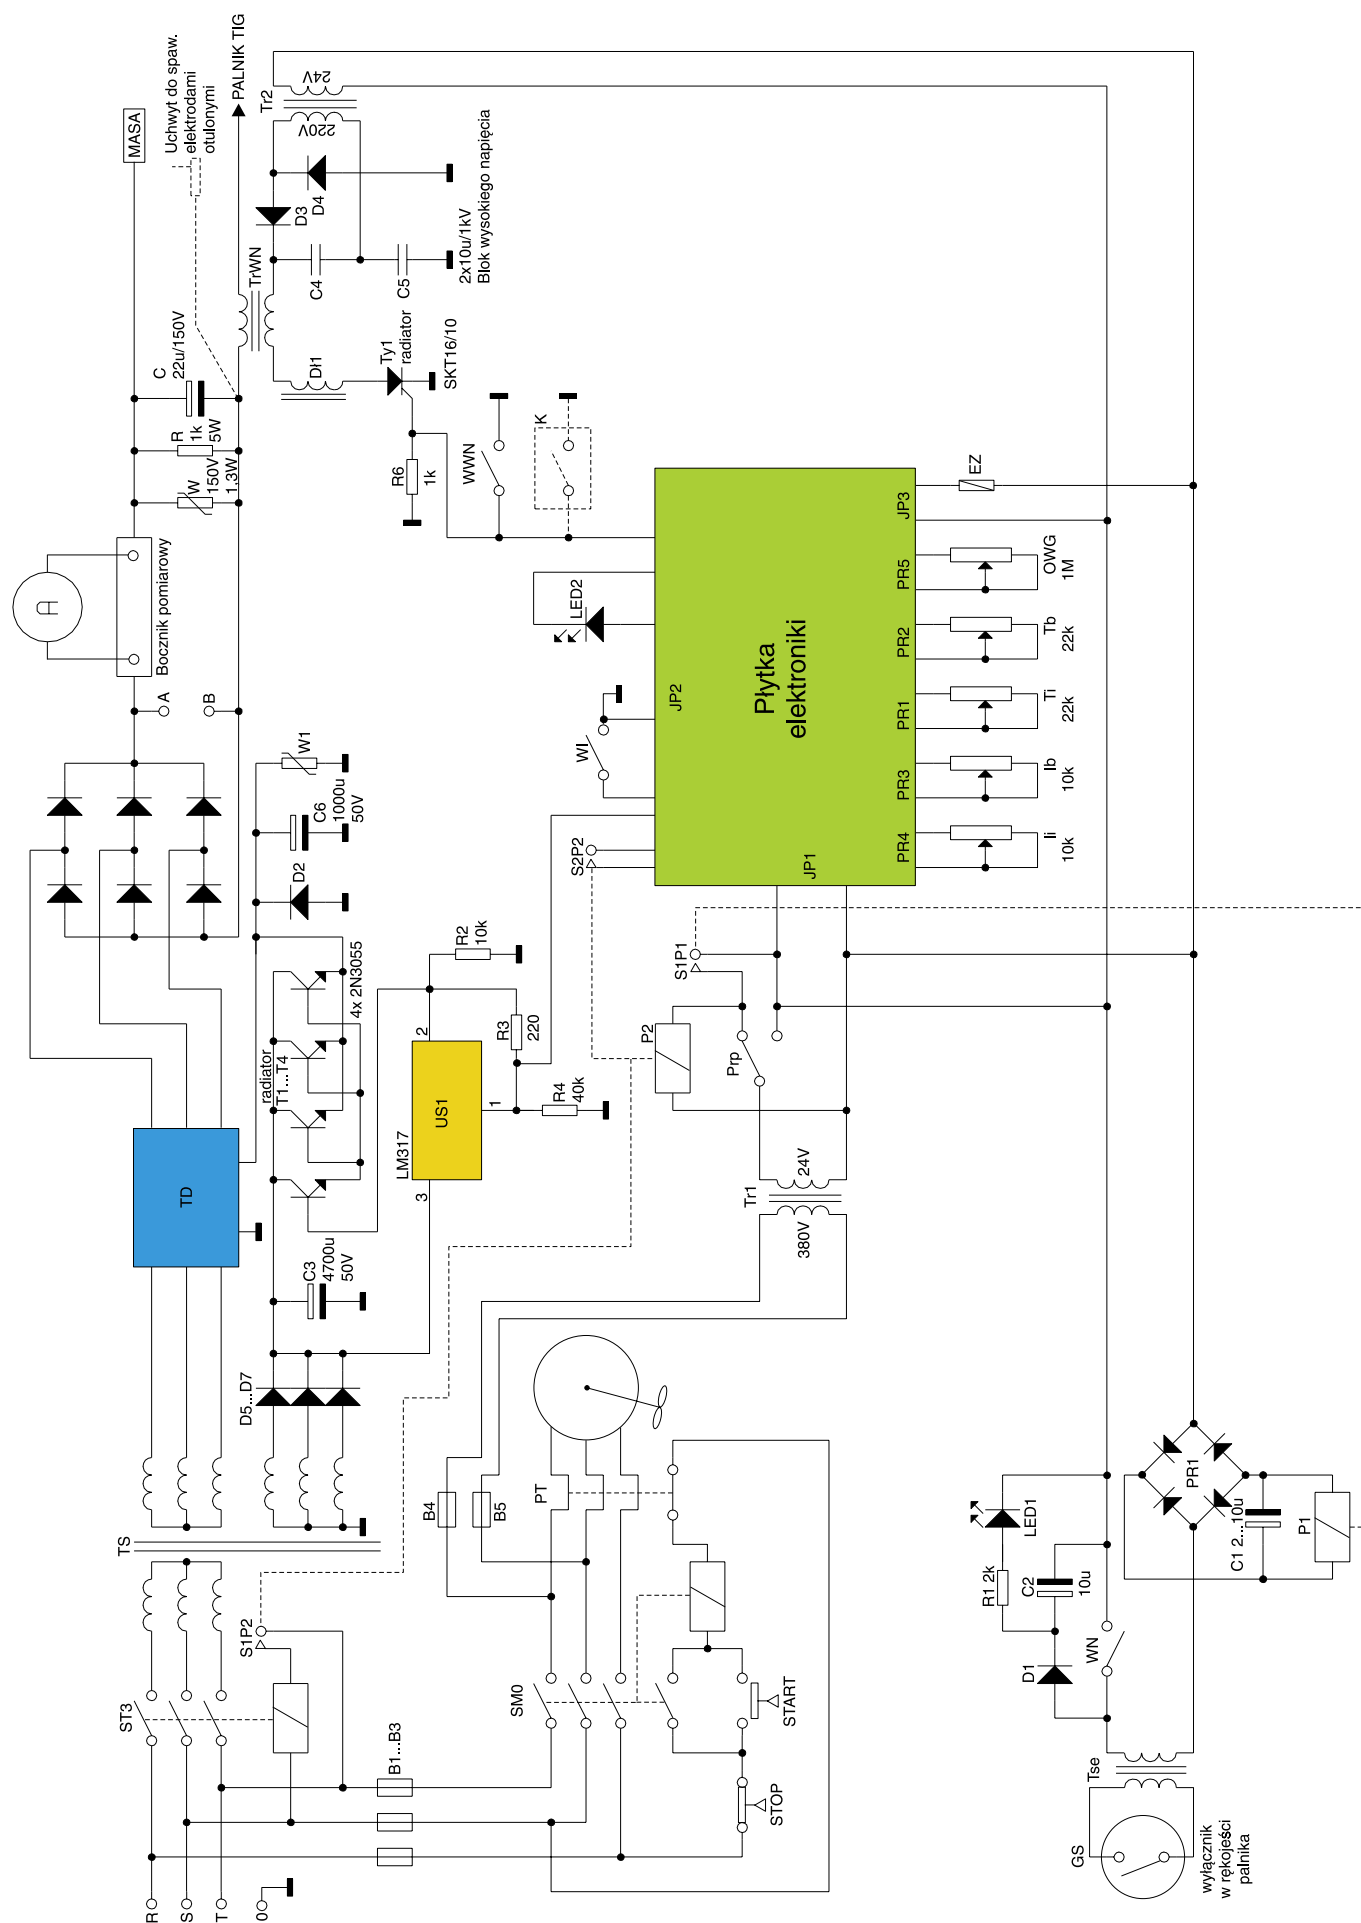 MASA
Uchwyt do spaw.
elektrodami
otulonymi
PALNIK TIG
Tr2
24V
220V
D3
D4
2x10u/1kV
Blok wysokiego napięcia
TrWN
C4
C5
C
22u/150V
R
1k
5W
W
150V
1.3W
Dł1
Ty1
radiator
SKT16/10
R6
1k
WWN
K
A
Bocznik pomiarowy
A
B
W1
C6
1000u
50V
D2
4x 2N3055
radiator
T1...T4
R2
10k
R3
220
R4
40k
LM317
US1
1
2
3
TD
C3
4700u
50V
D5...D7
TS
ST3
S1P2
B1...B3
R
S
T
0
LED2
WI
S2P2
JP2
Płytka
elektroniki
JP1
JP3
PR5
PR2
PR1
PR3
PR4
EZ
OWG
1M
Tb
22k
Ti
22k
Ib
10k
Ii
10k
S1P1
P2
Prp
Tr1
24V
380V
B4
B5
PT
SM0
START
STOP
LED1
R1 2k
C2
10u
D1
WN
PR1
C1 2...10u
P1
Tse
GS
wyłącznik
w rękojeści
palnika